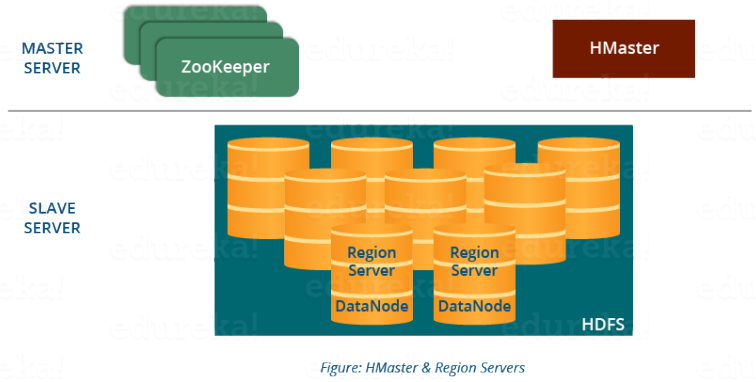 MASTER
SERVER
ZooKeeper
HMaster
edureka!
SLAVE
SERVER
Region
Server
DataNode
Region
Server
DataNode
HDFS
Figure: HMaster & Region Servers